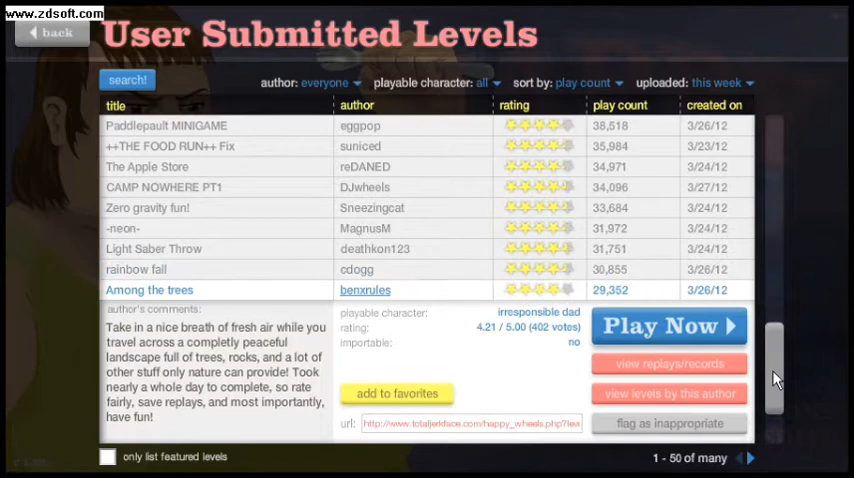 www.zdsoft.com
back
User Submitted Levels
search!
author: everyone playable character: all sort by: play count uploaded: this week
title author rating play count created on
Paddlepault MINIGAME eggpop 38,518 3/26/12
++THE FOOD RUN++ Fix suniced 35,984 3/23/12
The Apple Store reDANED 34,971 3/24/12
CAMP NOWHERE PT1 DJwheels 34,096 3/27/12
Zero gravity fun! Sneezingcat 33,684 3/24/12
-neon- MagnusM 31,972 3/24/12
Light Saber Throw deathkon123 31,751 3/24/12
rainbow fall cdogg 30,855 3/26/12
Among the trees benxrules 29,352 3/26/12
author's comments:
Take in a nice breath of fresh air while you
travel across a completly peaceful
landscape full of trees, rocks, and a lot of
other stuff only nature can provide! Took
nearly a whole day to complete, so rate
fairly, save replays, and most importantly,
have fun!
playable character: irresponsible dad
rating: 4.21 / 5.00 (402 votes)
importable: no
add to favorites
url: http://www.totaljerkface.com/happy_wheels.php?lev
Play Now
view replays/records
view levels by this author
flag as inappropriate
only list featured levels
1 - 50 of many